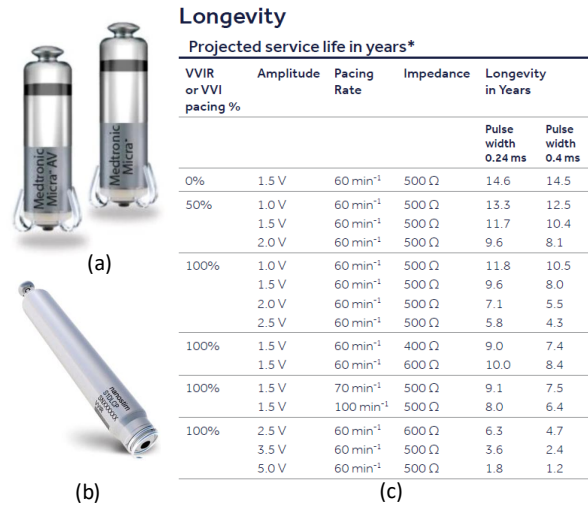 Medtronic
Micra™ AV
Medtronic
Micra™
(a)
nanostim
S1DLCP
(b)
Longevity
Projected service life in years*
VVIR or VVI pacing % Amplitude Pacing Rate Impedance Longevity in Years
Pulse width 0.24 ms Pulse width 0.4 ms
0% 1.5 V 60 min⁻¹ 500 Ω 14.6 14.5
50% 1.0 V 60 min⁻¹ 500 Ω 13.3 12.5
1.5 V 60 min⁻¹ 500 Ω 11.7 10.4
2.0 V 60 min⁻¹ 500 Ω 9.6 8.1
100% 1.0 V 60 min⁻¹ 500 Ω 11.8 10.5
1.5 V 60 min⁻¹ 500 Ω 9.6 8.0
2.0 V 60 min⁻¹ 500 Ω 7.1 5.5
2.5 V 60 min⁻¹ 500 Ω 5.8 4.3
100% 1.5 V 60 min⁻¹ 400 Ω 9.0 7.4
1.5 V 60 min⁻¹ 600 Ω 10.0 8.4
100% 1.5 V 70 min⁻¹ 500 Ω 9.1 7.5
1.5 V 100 min⁻¹ 500 Ω 8.0 6.4
100% 2.5 V 60 min⁻¹ 600 Ω 6.3 4.7
3.5 V 60 min⁻¹ 500 Ω 3.6 2.4
5.0 V 60 min⁻¹ 500 Ω 1.8 1.2
(c)